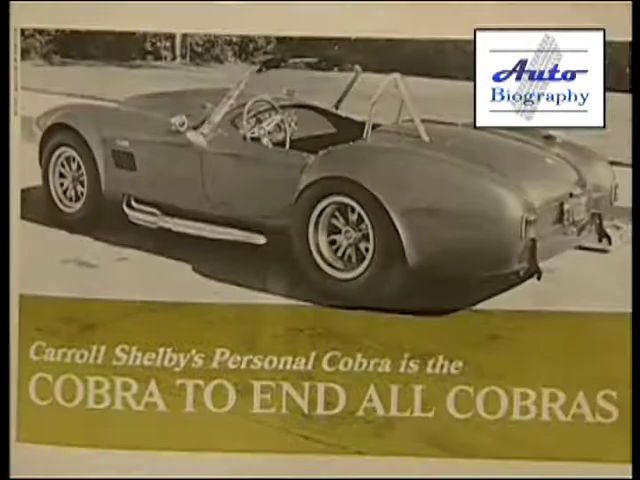 Auto
Biography
Carroll Shelby's Personal Cobra is the
COBRA TO END ALL COBRAS